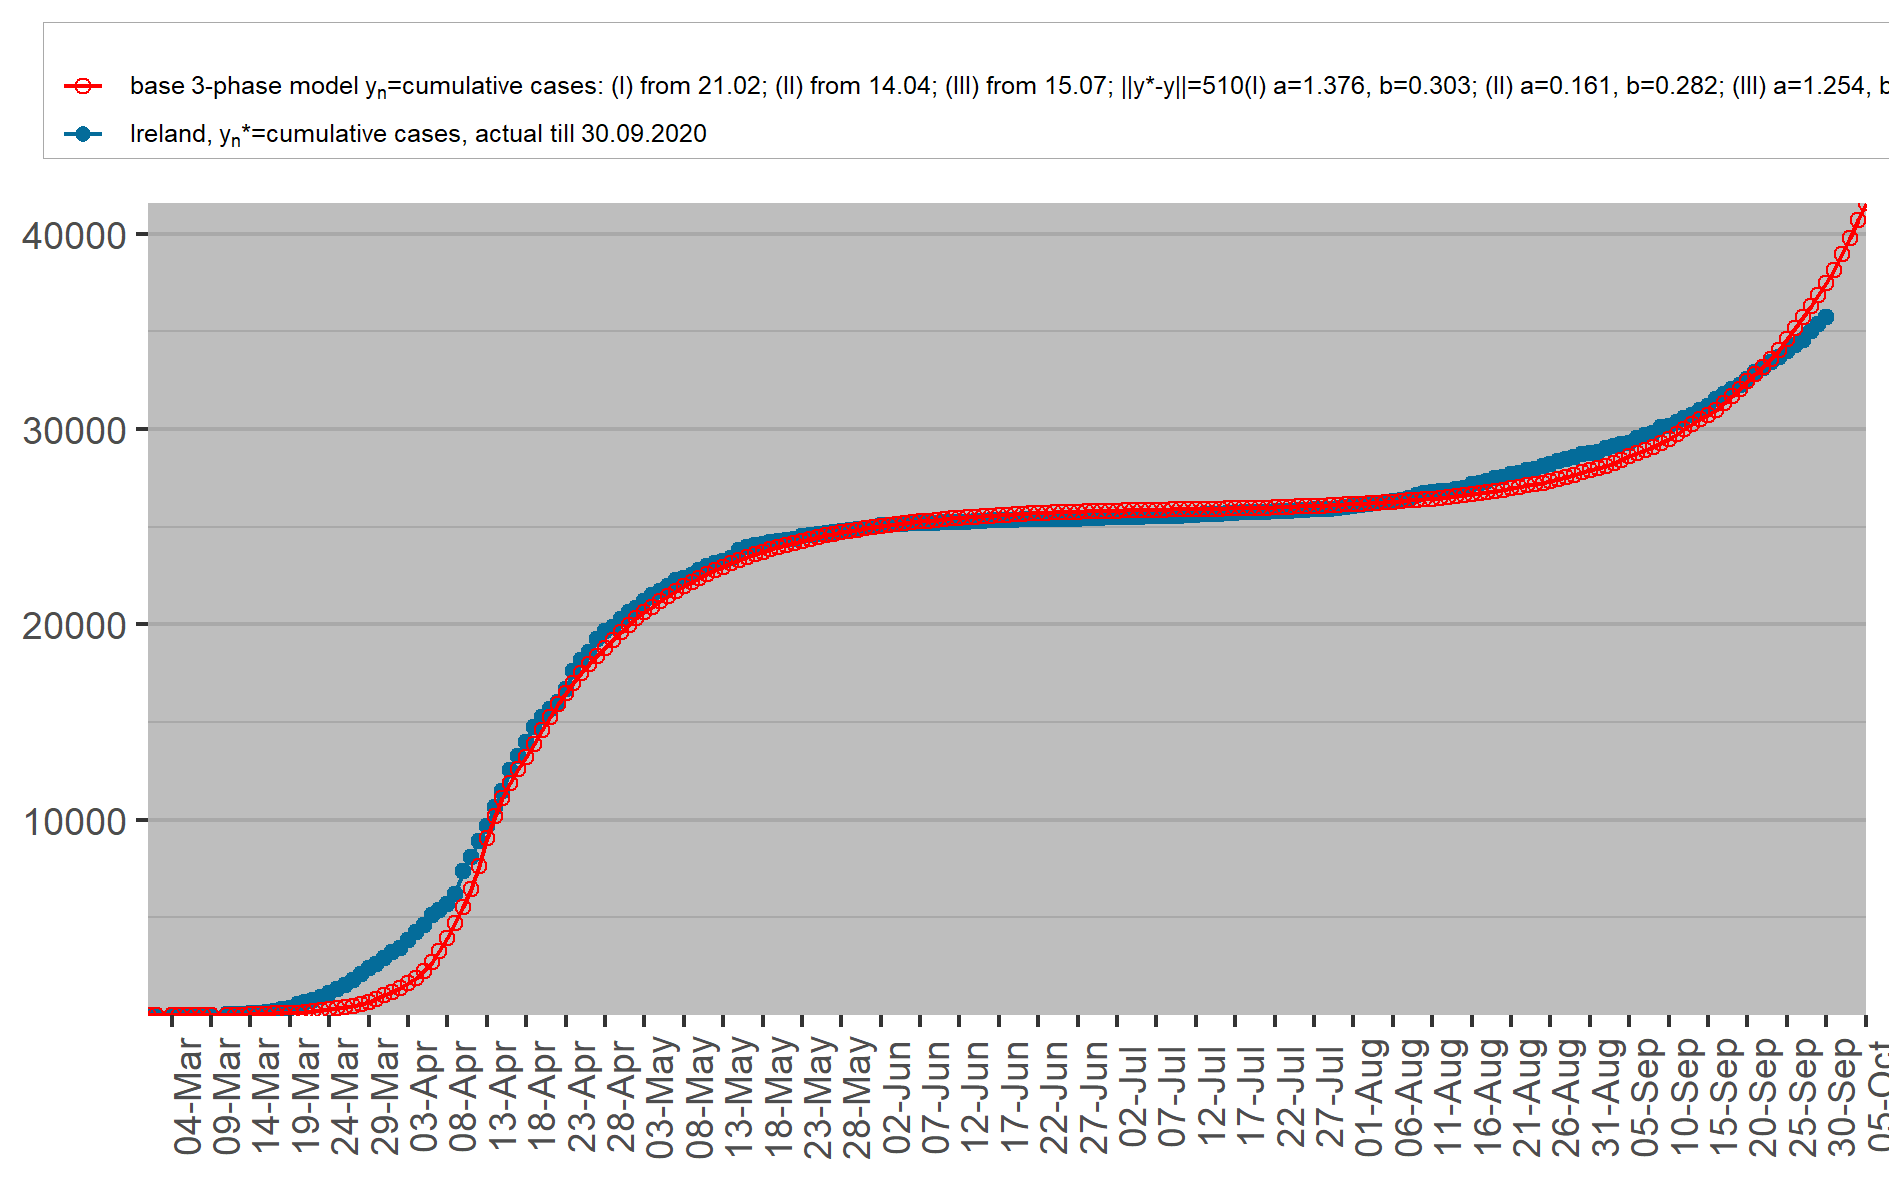 base 3-phase model yn=cumulative cases: (I) from 21.02; (II) from 14.04; (III) from 15.07; ||y*-y||=510(I) a=1.376, b=0.303; (II) a=0.161, b=0.282; (III) a=1.254, b
Ireland, yn*=cumulative cases, actual till 30.09.2020
40000
30000
20000
10000
04-Mar
09-Mar
14-Mar
19-Mar
24-Mar
29-Mar
03-Apr
08-Apr
13-Apr
18-Apr
23-Apr
28-Apr
03-May
08-May
13-May
18-May
23-May
28-May
02-Jun
07-Jun
12-Jun
17-Jun
22-Jun
27-Jun
02-Jul
07-Jul
12-Jul
17-Jul
22-Jul
27-Jul
01-Aug
06-Aug
11-Aug
16-Aug
21-Aug
26-Aug
31-Aug
05-Sep
10-Sep
15-Sep
20-Sep
25-Sep
30-Sep
05-Oct